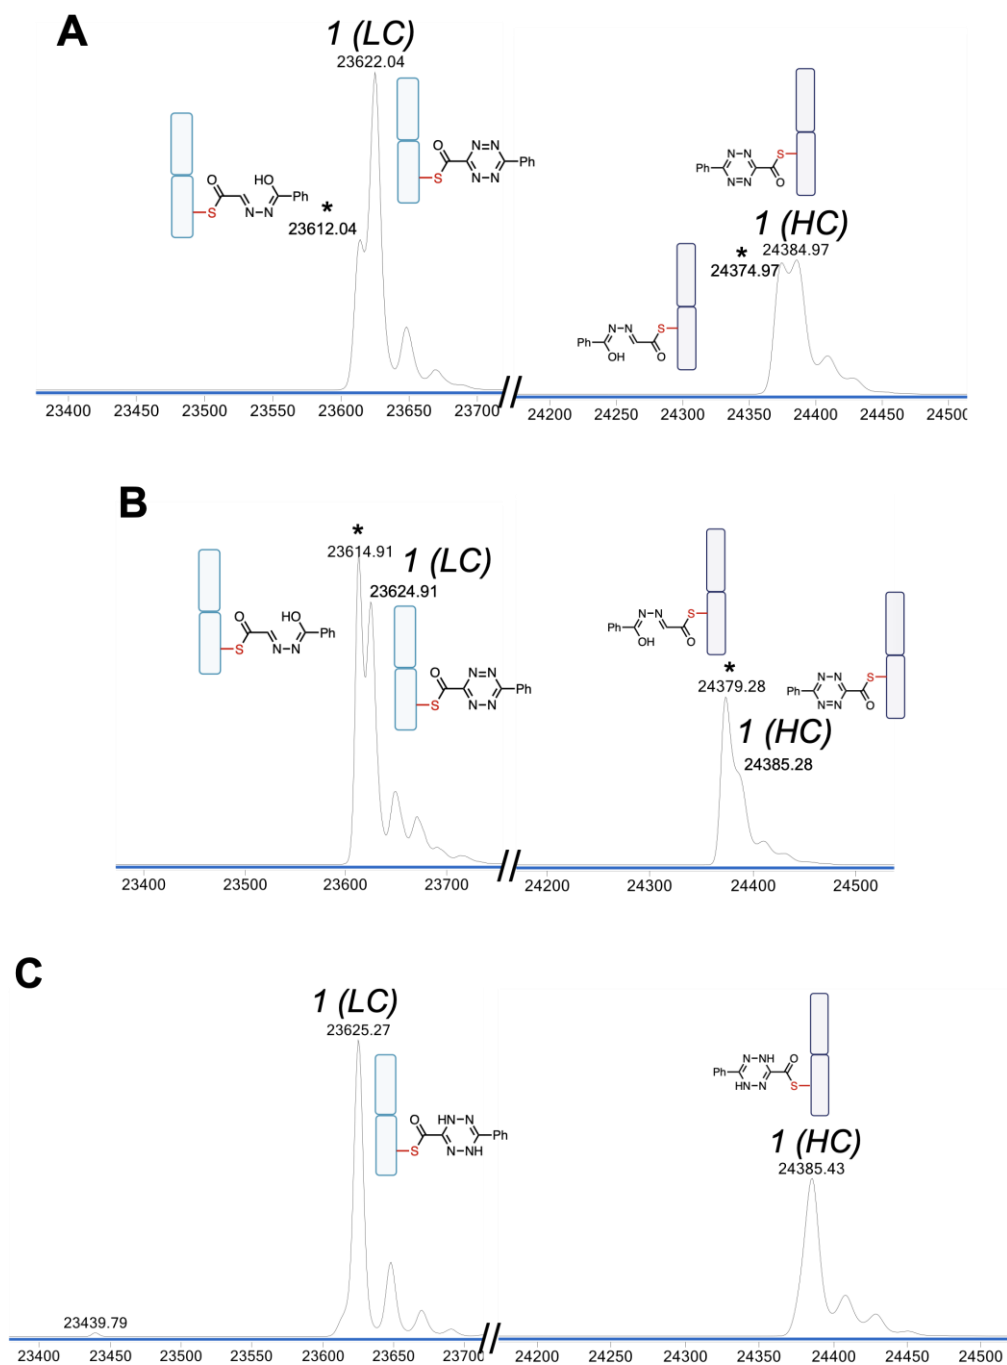 A
1 (LC)
23622.04
*
23612.04
O
HO
S
N
N
Ph
O
N
N
Ph
N
N
S
Ph
N
N
N
N
S
O
1 (HC)
24384.97
*
24374.97
Ph
N
N
S
OH
O
23400 23450 23500 23550 23600 23650 23700 // 24200 24250 24300 24350 24400 24450 24500
B
*
23614.91
1 (LC)
23624.91
O
HO
S
N
N
Ph
O
N
N
Ph
N
N
S
Ph
N
N
S
OH
O
*
24379.28
1 (HC)
24385.28
Ph
N
N
N
N
S
O
23400 23500 23600 23700 // 24200 24300 24400 24500
C
1 (LC)
23625.27
O
HN
N
Ph
N
NH
S
Ph
N
NH
HN
N
O
S
1 (HC)
24385.43
23439.79
23400 23450 23500 23550 23600 23650 23700 // 24200 24250 24300 24350 24400 24450 24500